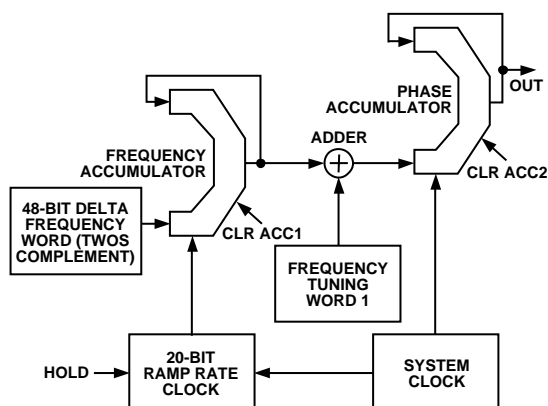 PHASE
ACCUMULATOR
OUT
ADDER
FREQUENCY
ACCUMULATOR
CLR ACC2
48-BIT DELTA
FREQUENCY
WORD (TWOS
COMPLEMENT)
CLR ACC1
FREQUENCY
TUNING
WORD 1
HOLD
20-BIT
RAMP RATE
CLOCK
SYSTEM
CLOCK